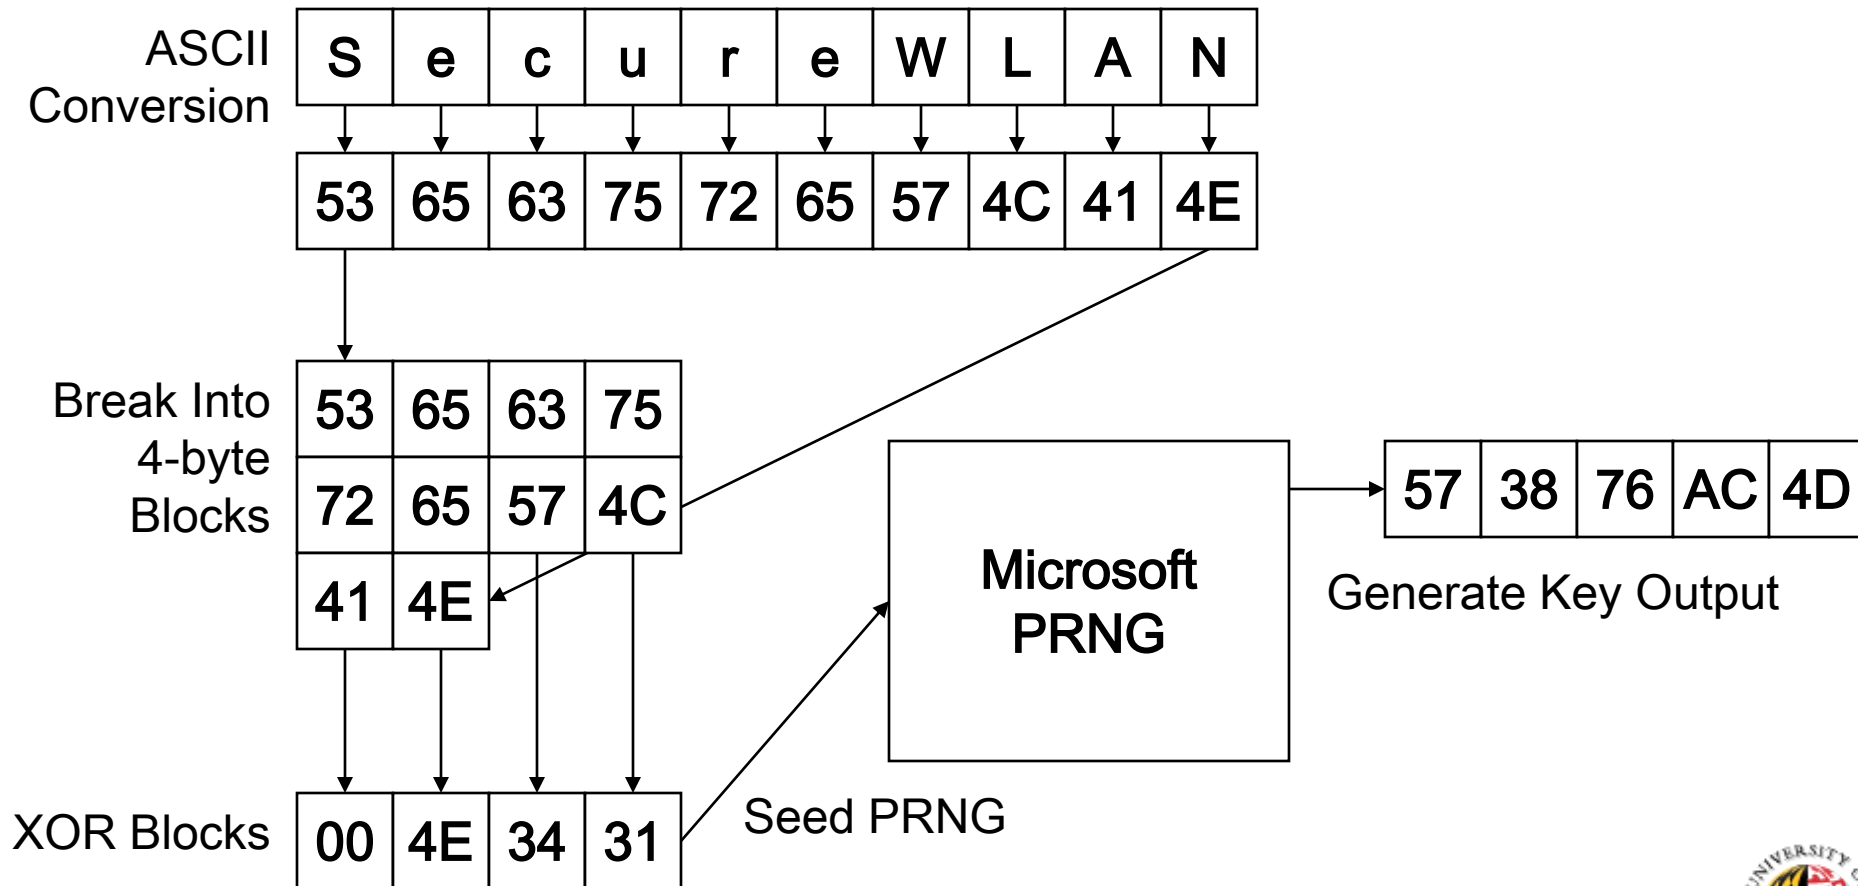 ASCII
Conversion
S e c u r e W L A N
53 65 63 75 72 65 57 4C 41 4E
Break Into
4-byte
Blocks
53 65 63 75
72 65 57 4C
41 4E
Microsoft
PRNG
57 38 76 AC 4D
Generate Key Output
XOR Blocks
00 4E 34 31
Seed PRNG
UNIVERSITY